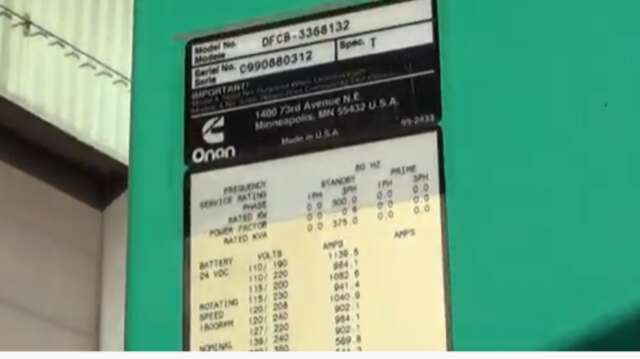 Model No. DFCB-3368132
Modele
Serial No. C990880312 Spec. T
Serie
IMPORTANT!
1400 73rd Avenue N.E.
Minneapolis, MN 55432 U.S.A.
Onan Made in U.S.A. 99-2433
FREQUENCY 60 HZ
SERVICE RATING STANDBY PRIME
PHASE 1PH 3PH 1PH 3PH
RATED KW 0.0 300.0 0.0 0.0
POWER FACTOR 0.0 0.8 0.0 0.0
RATED KVA 0.0 375.0 0.0 0.0
VOLTS AMPS AMPS
BATTERY 110/ 190 1139.5
24 VDC 110/ 220 984.1
115/ 200 1082.6
ROTATING 115/ 230 941.4
SPEED 120/ 208 1040.9
1800RPM 120/ 240 902.1
127/ 220 984.1
NOMINAL 139/ 240 902.1